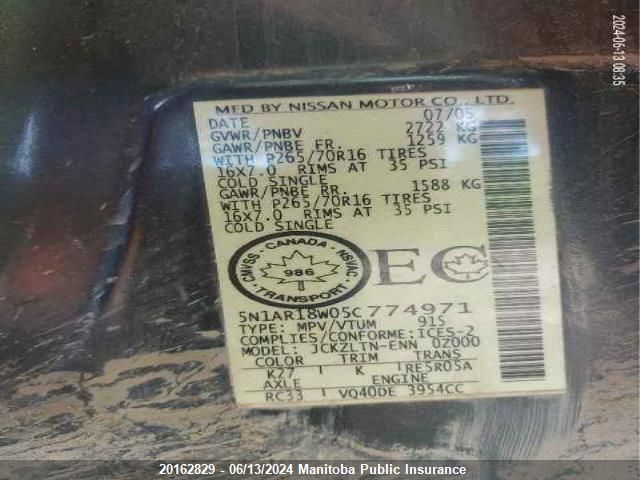 2024-06-13 08:35
MFD BY NISSAN MOTOR CO., LTD.
DATE 07/05
GVWR/PNBV 2722 KG
GAWR/PNBE FR. 1259 KG
WITH P265/70R16 TIRES
16X7.0 RIMS AT 35 PSI
COLD SINGLE
GAWR/PNBE RR. 1588 KG
WITH P265/70R16 TIRES
16X7.0 RIMS AT 35 PSI
COLD SINGLE
CMVSS - CANADA - NSVAC
986
TRANSPORT
EC
5N1AR18W05C774971
TYPE: MPV/VTUM 915
COMPLIES/CONFORME:ICES-2
MODEL: JCKZLTN-ENN 0Z000
COLOR TRIM TRANS
K27 K RE5R05A
AXLE ENGINE
RC33 VQ40DE 3954CC
20162829 - 06/13/2024 Manitoba Public Insurance